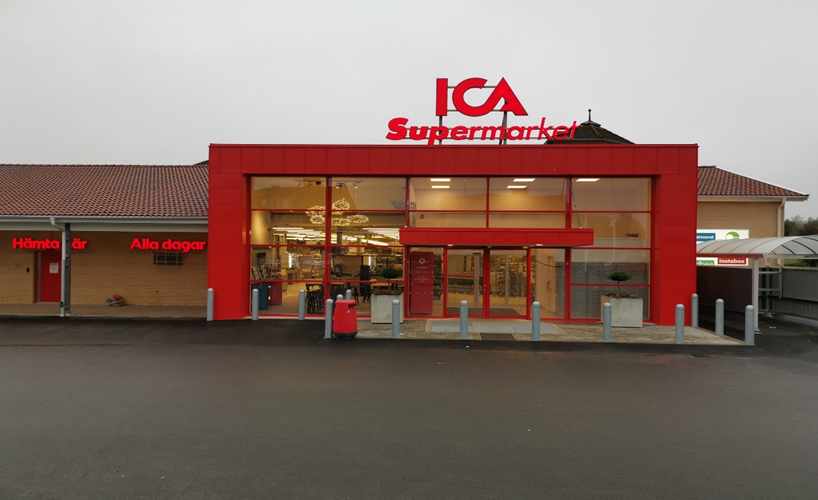 ICA
Supermarket
Hämta här
Alla dagar
instabox